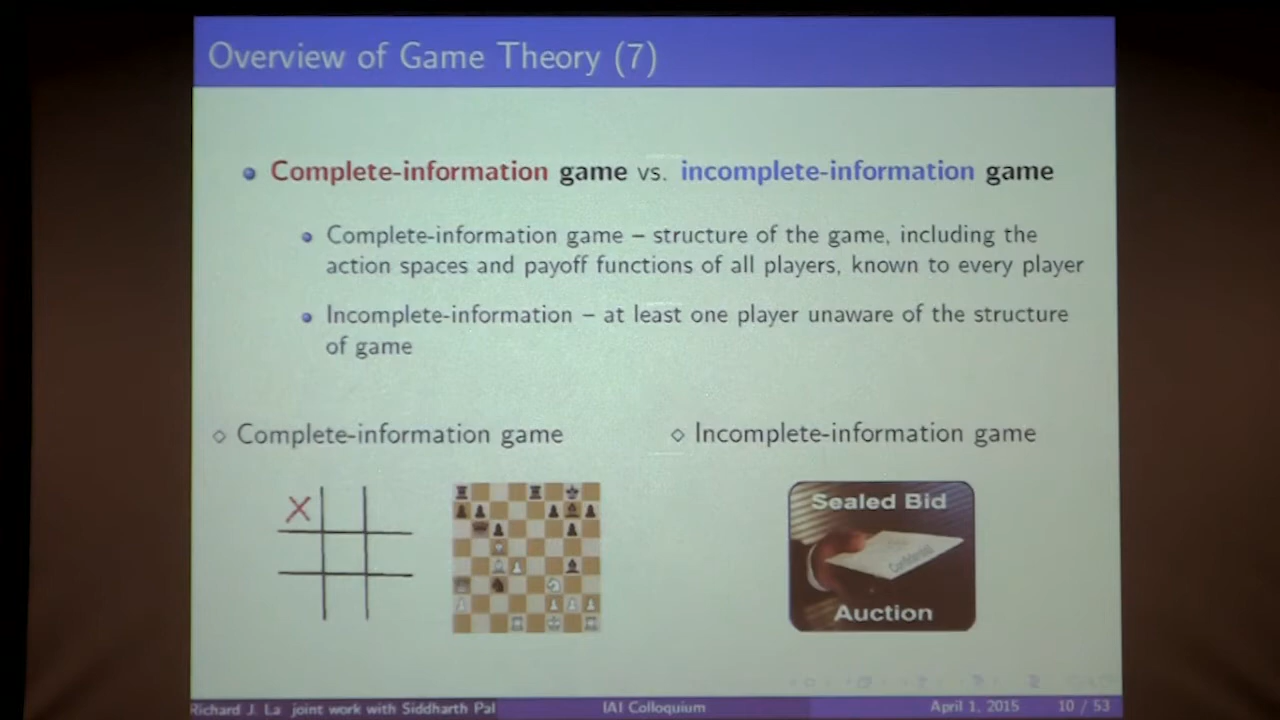 Overview of Game Theory (7)
Complete-information game vs. incomplete-information game
Complete-information game – structure of the game, including the
action spaces and payoff functions of all players, known to every player
Incomplete-information – at least one player unaware of the structure
of game
Complete-information game
Incomplete-information game
X
Sealed Bid
Confidential
Auction
Richard J. La joint work with Siddharth Pal
IAI Colloquium
April 1, 2015
10 / 53